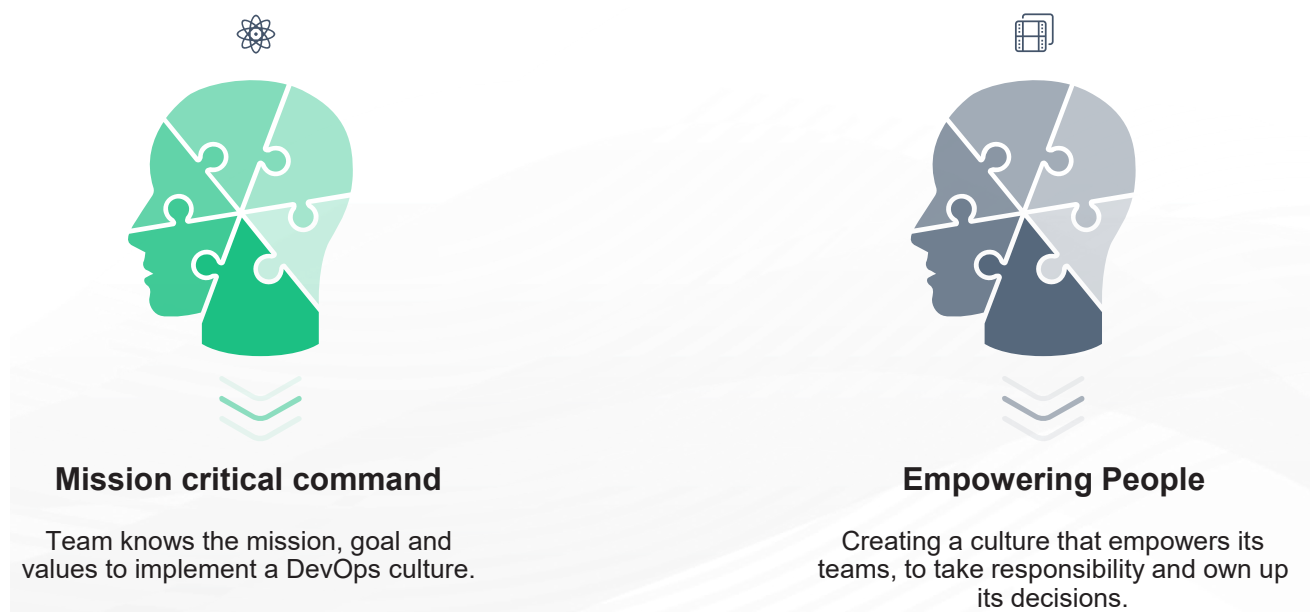 Mission critical command
Team knows the mission, goal and
values to implement a DevOps culture.
Empowering People
Creating a culture that empowers its
teams, to take responsibility and own up
its decisions.